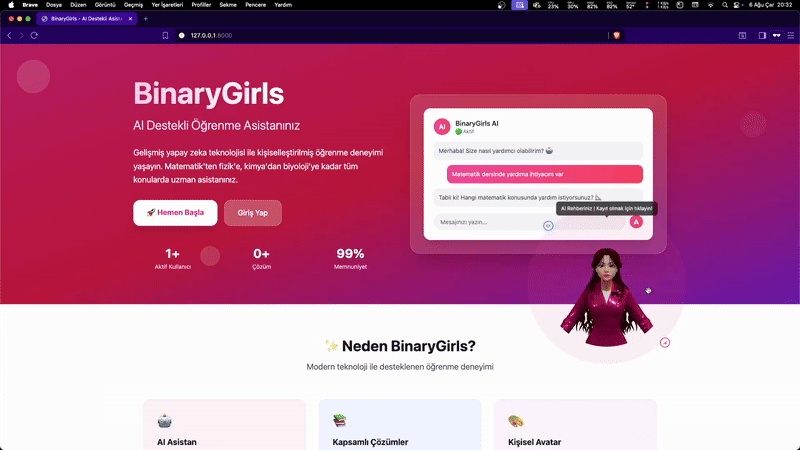 Brave Dosya Düzen Görüntü Geçmiş Yer İşaretleri Profiller Sekme Pencere Yardım
23% 30% 82% 82% 52° 6 Ağu Çar 20:32
BinaryGirls - AI Destekli Asista
127.0.0.1:8000
BinaryGirls
AI Destekli Öğrenme Asistanınız
Gelişmiş yapay zeka teknolojisi ile kişiselleştirilmiş öğrenme deneyimi
yaşayın. Matematik'ten fizik'e, kimya'dan biyoloji'ye kadar tüm
konularda uzman asistanınız.
🚀 Hemen Başla
Giriş Yap
1+
Aktif Kullanıcı
0+
Çözüm
99%
Memnuniyet
AI
BinaryGirls AI
Aktif
Merhaba! Size nasıl yardımcı olabilirim? 🤖
Matematik dersinde yardıma ihtiyacım var
Tabii ki! Hangi matematik konusunda yardım istiyorsunuz? 📐
AI Rehberiniz | Kayıt olmak için tıklayın!
Mesajınızı yazın...
✨ Neden BinaryGirls?
Modern teknoloji ile desteklenen öğrenme deneyimi
AI Asistan
Kapsamlı Çözümler
Kişisel Avatar